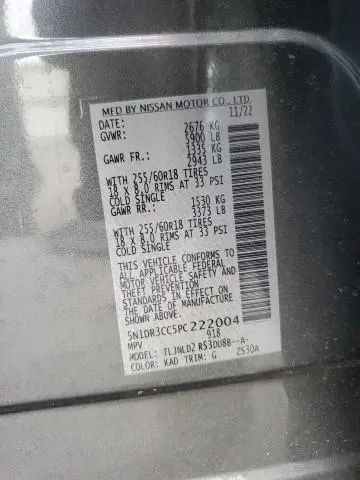 MFD BY NISSAN MOTOR CO., LTD.
DATE: 11/22
GVWR: 2676 KG
5900 LB
GAWR FR.: 1335 KG
2943 LB
WITH 255/60R18 TIRES
18 X 8.0 RIMS AT 33 PSI
COLD SINGLE
GAWR RR.: 1530 KG
3373 LB
WITH 255/60R18 TIRES
18 X 8.0 RIMS AT 33 PSI
COLD SINGLE
THIS VEHICLE CONFORMS TO
ALL APPLICABLE FEDERAL
MOTOR VEHICLE SAFETY AND
THEFT PREVENTION
STANDARDS IN EFFECT ON
THE DATE OF MANUFACTURE
SHOWN ABOVE.
5N1DR3CC5PC222004
MPV 918
MODEL: TLJNLDZ R53DUBB--A-
COLOR: KAD TRIM: G ZS30A